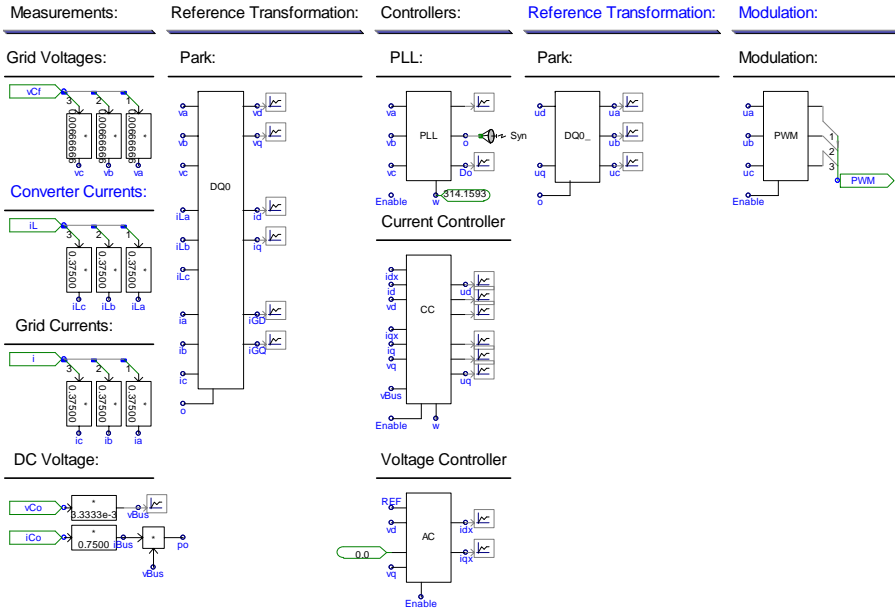 Measurements:
Reference Transformation:
Controllers:
Reference Transformation:
Modulation:
Grid Voltages:
Park:
PLL:
Park:
Modulation:
vCf
3
2
1
0.00666666
*
0.00666666
*
0.00666666
*
vc
vb
va
Converter Currents:
iL
3
2
1
0.37500
*
0.37500
*
0.37500
*
iLc
iLb
iLa
Grid Currents:
i
3
2
1
0.37500
*
0.37500
*
0.37500
*
ic
ib
ia
DC Voltage:
vCo
*
3.3333e-3
vBus
iCo
*
0.7500
iBus
*
po
vBus
va
vb
vc
iLa
iLb
iLc
ia
ib
ic
o
DQ0
vd
vq
id
iq
iGD
iGQ
va
vb
vc
Enable
PLL
o
Syn
Do
w
314.1593
Current Controller
idx
id
vd
iqx
iq
vq
vBus
Enable
CC
w
ud
uq
Voltage Controller
REF
vd
0.0
vq
AC
idx
iqx
Enable
ud
uq
o
DQ0_
ua
ub
uc
ua
ub
uc
Enable
PWM
1
2
3
PWM